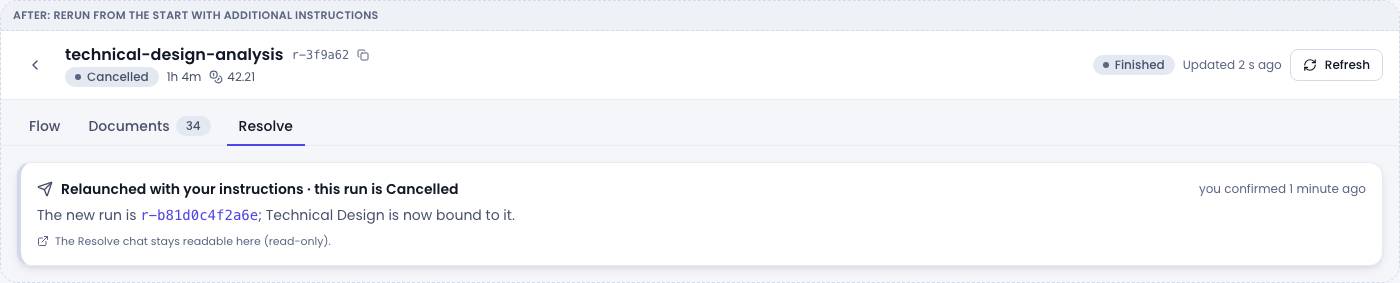 AFTER: RERUN FROM THE START WITH ADDITIONAL INSTRUCTIONS
technical-design-analysis r-3f9a62
Cancelled 1h 4m 42.21
Finished Updated 2 s ago Refresh
Flow Documents 34 Resolve
Relaunched with your instructions · this run is Cancelled
you confirmed 1 minute ago
The new run is r-b81d0c4f2a6e; Technical Design is now bound to it.
The Resolve chat stays readable here (read-only).